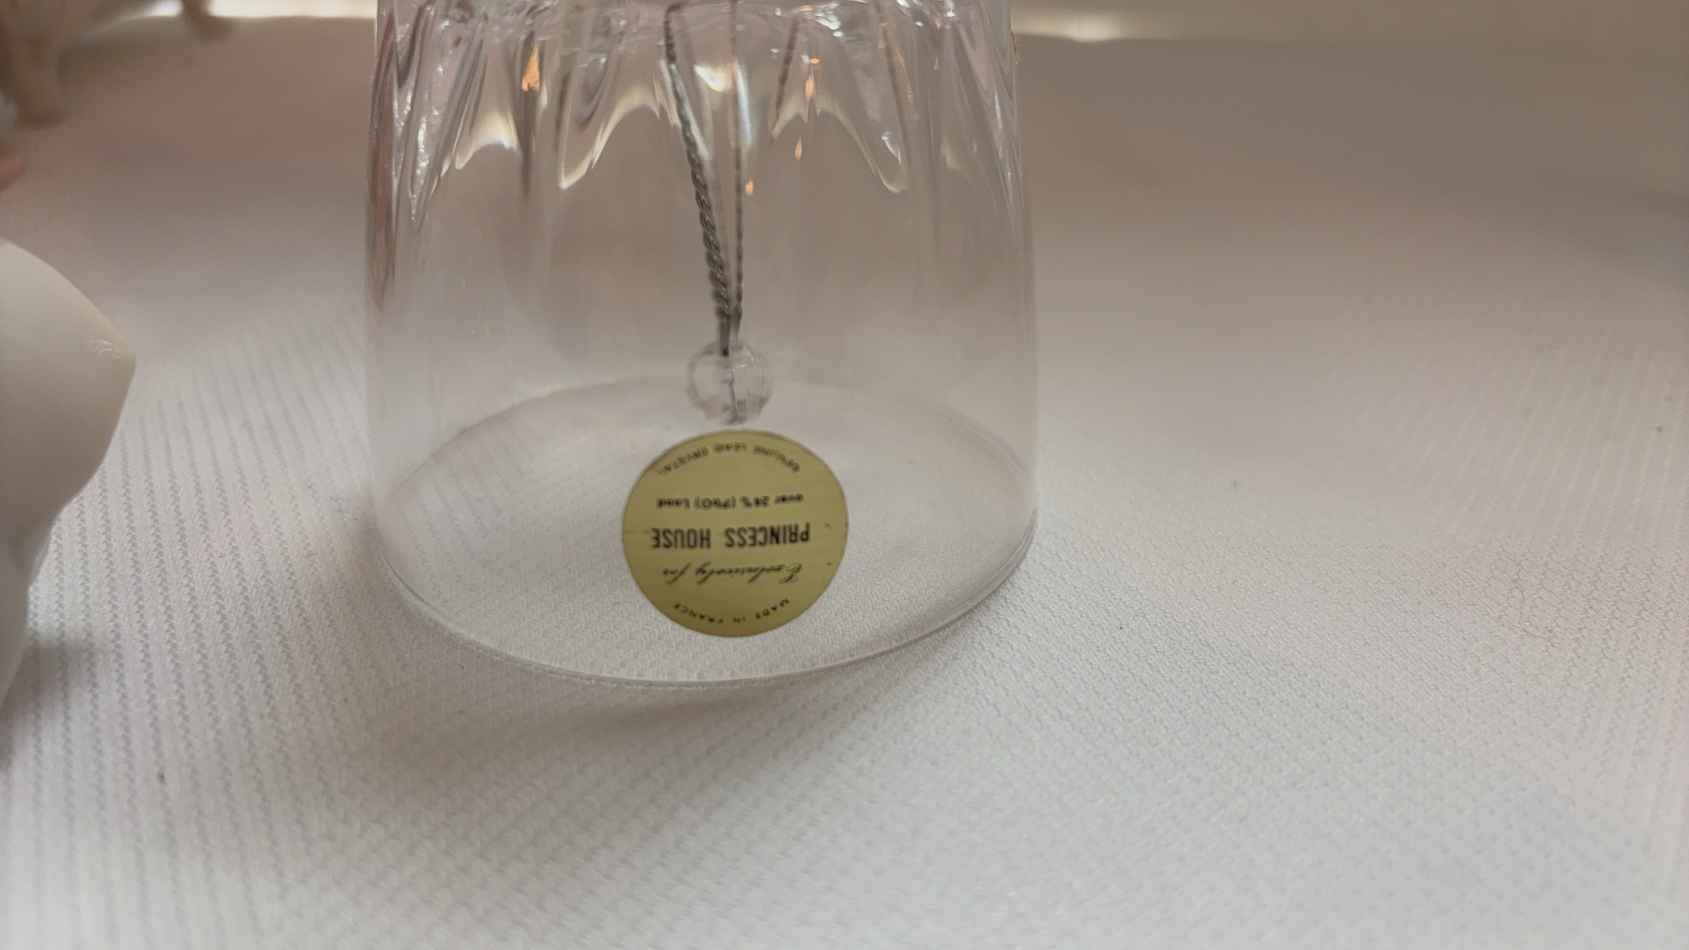 MADE IN FRANCE
Exclusively for
PRINCESS HOUSE
over 24% (PbO) Lead
GENUINE LEAD CRYSTAL